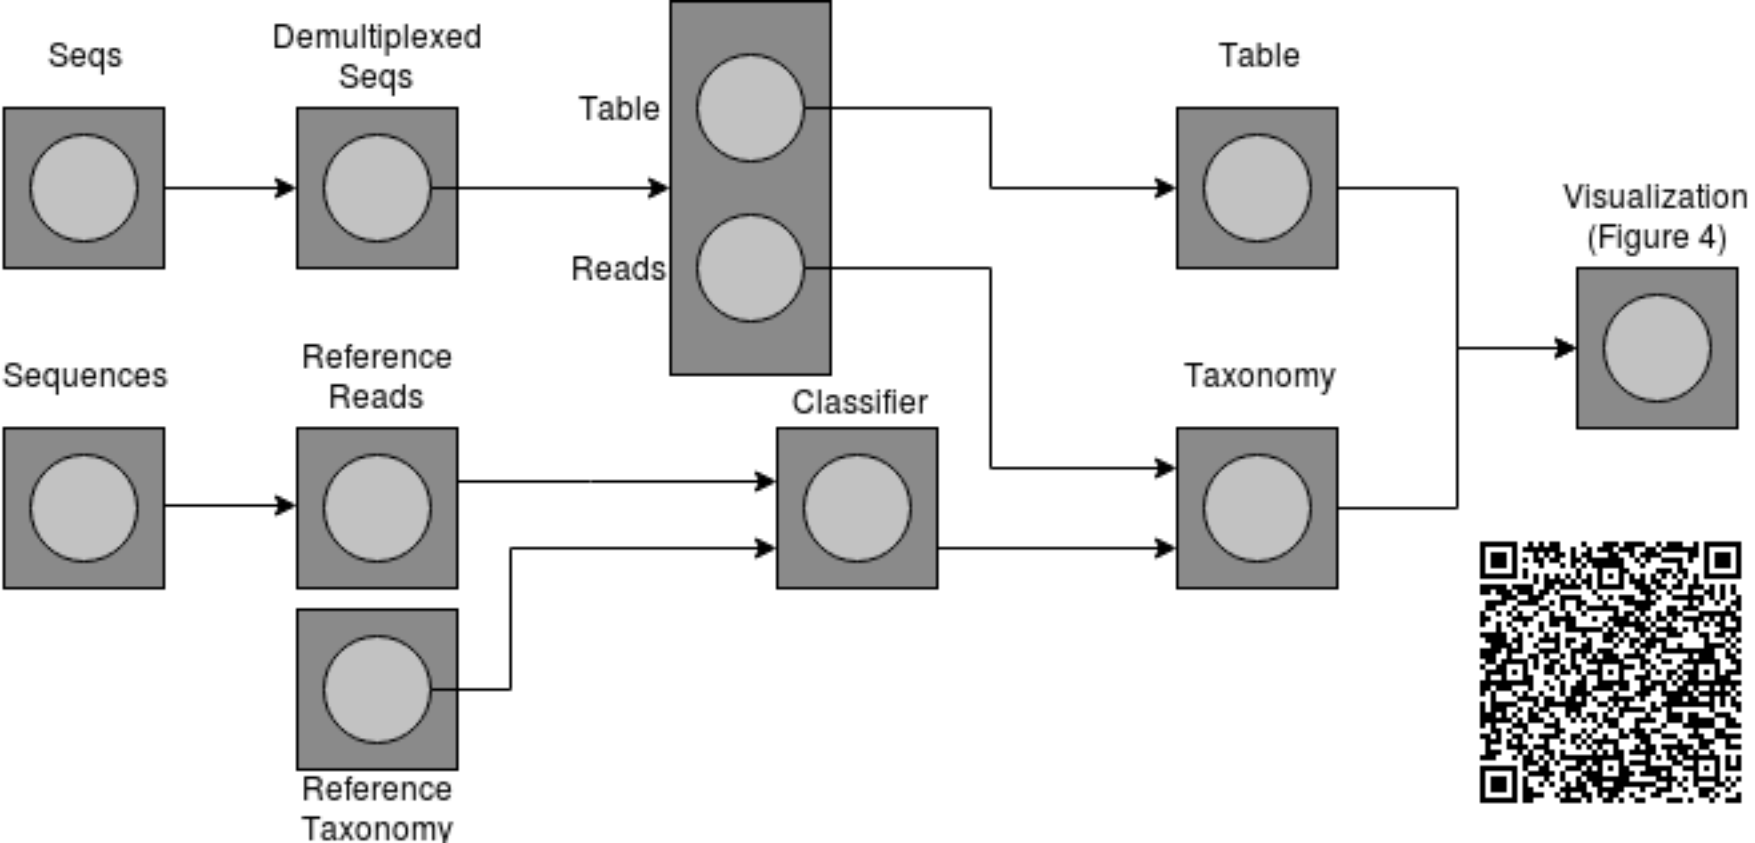 Seqs
Demultiplexed
Seqs
Table
Reads
Table
Visualization
(Figure 4)
Sequences
Reference
Reads
Classifier
Taxonomy
Reference
Taxonomy